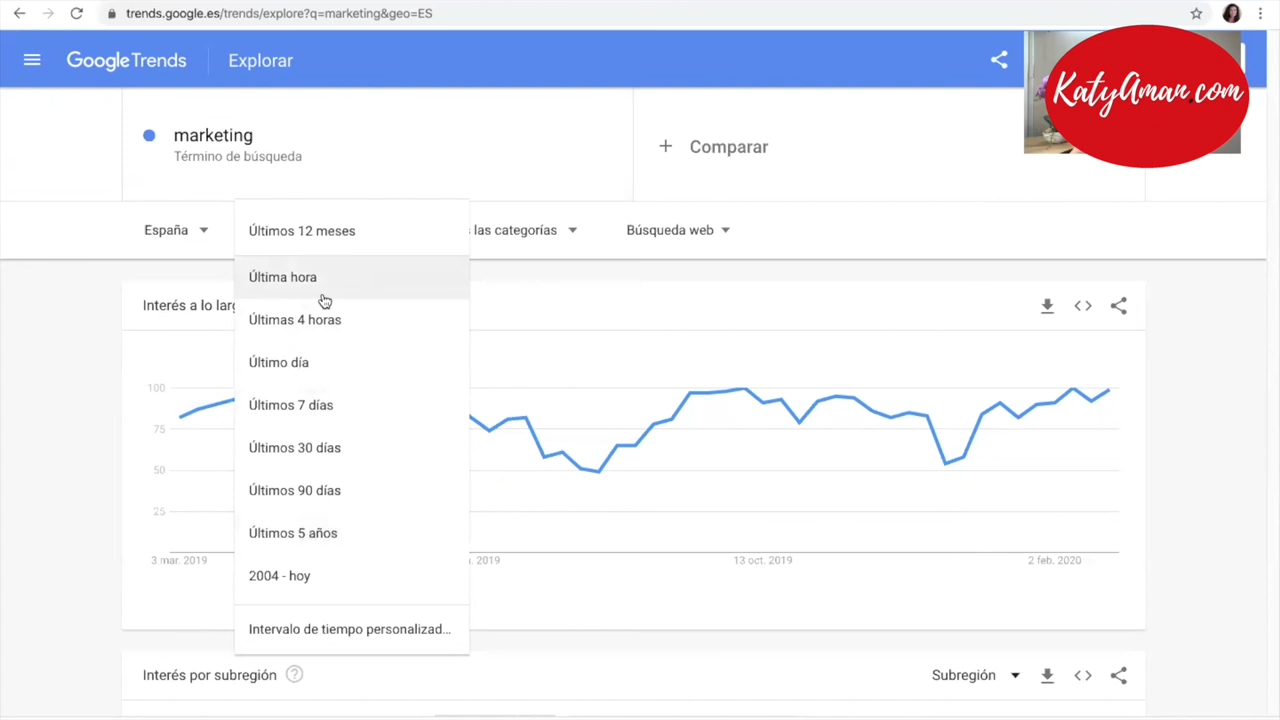 trends.google.es/trends/explore?q=marketing&geo=ES
Google Trends
Explorar
KatyAman.com
marketing
Término de búsqueda
+ Comparar
España
Últimos 12 meses
las categorías
Búsqueda web
Última hora
Últimas 4 horas
Último día
Últimos 7 días
Últimos 30 días
Últimos 90 días
Últimos 5 años
2004 - hoy
Intervalo de tiempo personalizad...
Interés a lo larg
100
75
50
25
3 mar. 2019
2019
13 oct. 2019
2 feb. 2020
Interés por subregión ?
Subregión